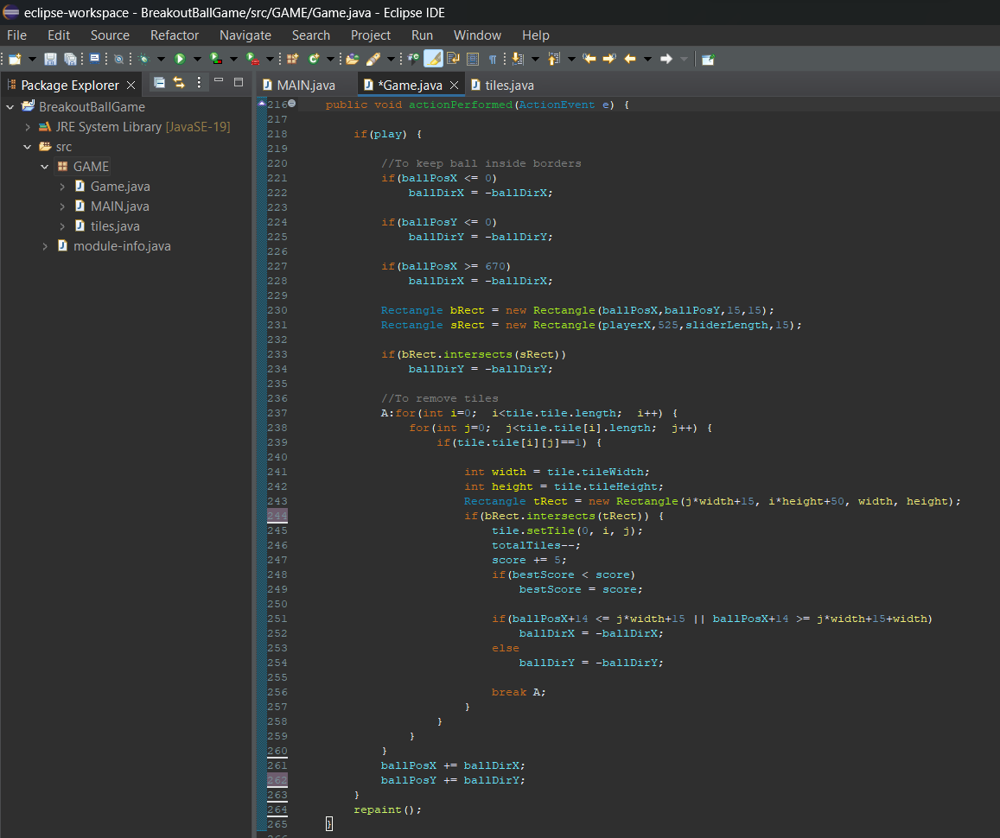 eclipse-workspace - BreakoutBallGame/src/GAME/Game.java - Eclipse IDE
File Edit Source Refactor Navigate Search Project Run Window Help
Package Explorer
BreakoutBallGame
JRE System Library [JavaSE-19]
src
GAME
Game.java
MAIN.java
tiles.java
module-info.java
MAIN.java *Game.java tiles.java
216 public void actionPerformed(ActionEvent e) {
217
218 if(play) {
219
220 //To keep ball inside borders
221 if(ballPosX <= 0)
222 ballDirX = -ballDirX;
223
224 if(ballPosY <= 0)
225 ballDirY = -ballDirY;
226
227 if(ballPosX >= 670)
228 ballDirX = -ballDirX;
229
230 Rectangle bRect = new Rectangle(ballPosX,ballPosY,15,15);
231 Rectangle sRect = new Rectangle(playerX,525,sliderLength,15);
232
233 if(bRect.intersects(sRect))
234 ballDirY = -ballDirY;
235
236 //To remove tiles
237 A:for(int i=0; i<tile.tile.length; i++) {
238 for(int j=0; j<tile.tile[i].length; j++) {
239 if(tile.tile[i][j]==1) {
240
241 int width = tile.tileWidth;
242 int height = tile.tileHeight;
243 Rectangle tRect = new Rectangle(j*width+15, i*height+50, width, height);
244 if(bRect.intersects(tRect)) {
245 tile.setTile(0, i, j);
246 totalTiles--;
247 score += 5;
248 if(bestScore < score)
249 bestScore = score;
250
251 if(ballPosX+14 <= j*width+15 || ballPosX+14 >= j*width+15+width)
252 ballDirX = -ballDirX;
253 else
254 ballDirY = -ballDirY;
255
256 break A;
257 }
258 }
259 }
260 }
261 ballPosX += ballDirX;
262 ballPosY += ballDirY;
263 }
264 repaint();
265 }